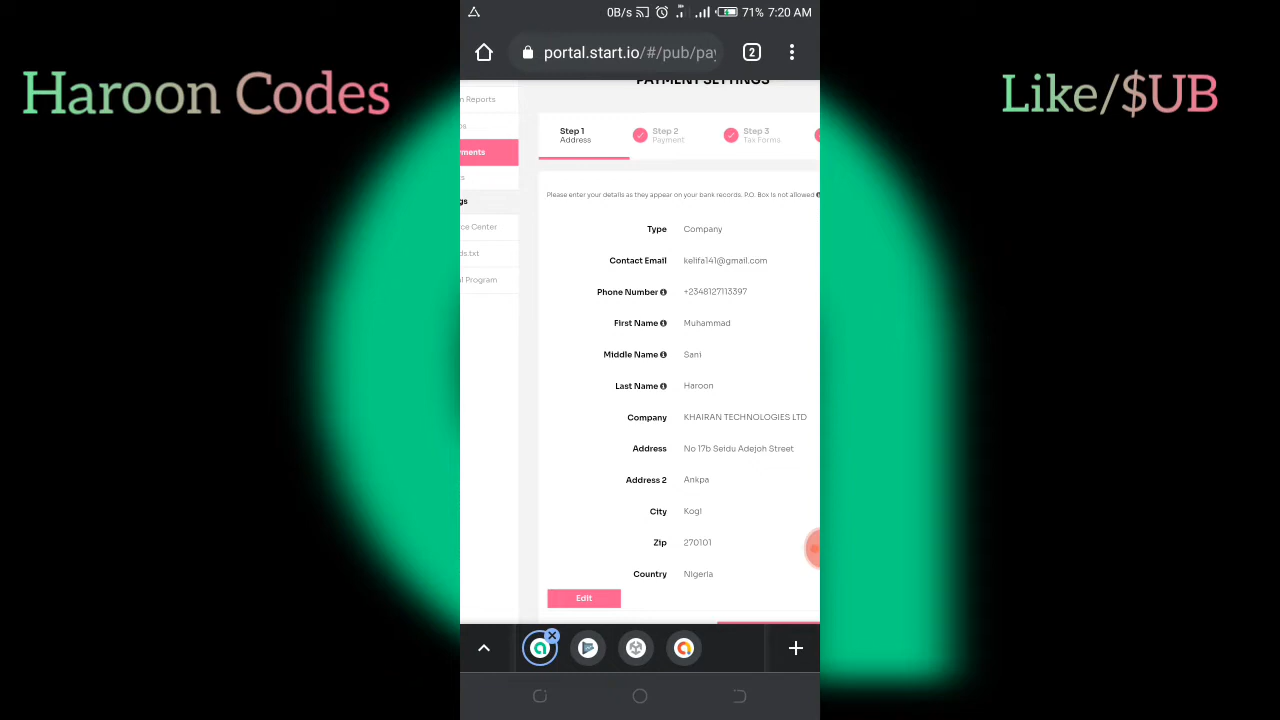 0B/s 71% 7:20 AM
Haroon Codes
Like/$UB
portal.start.io/#/pub/pay
2
PAYMENT SETTINGS
n Reports
ments
gs
ce Center
ds.txt
l Program
Step 1
Address
Step 2
Payment
Step 3
Tax Forms
Please enter your details as they appear on your bank records. P.O. Box is not allowed
Type Company
Contact Email kelifa141@gmail.com
Phone Number +2348127113397
First Name Muhammad
Middle Name Sani
Last Name Haroon
Company KHAIRAN TECHNOLOGIES LTD
Address No 17b Seidu Adejoh Street
Address 2 Ankpa
City Kogi
Zip 270101
Country Nigeria
Edit